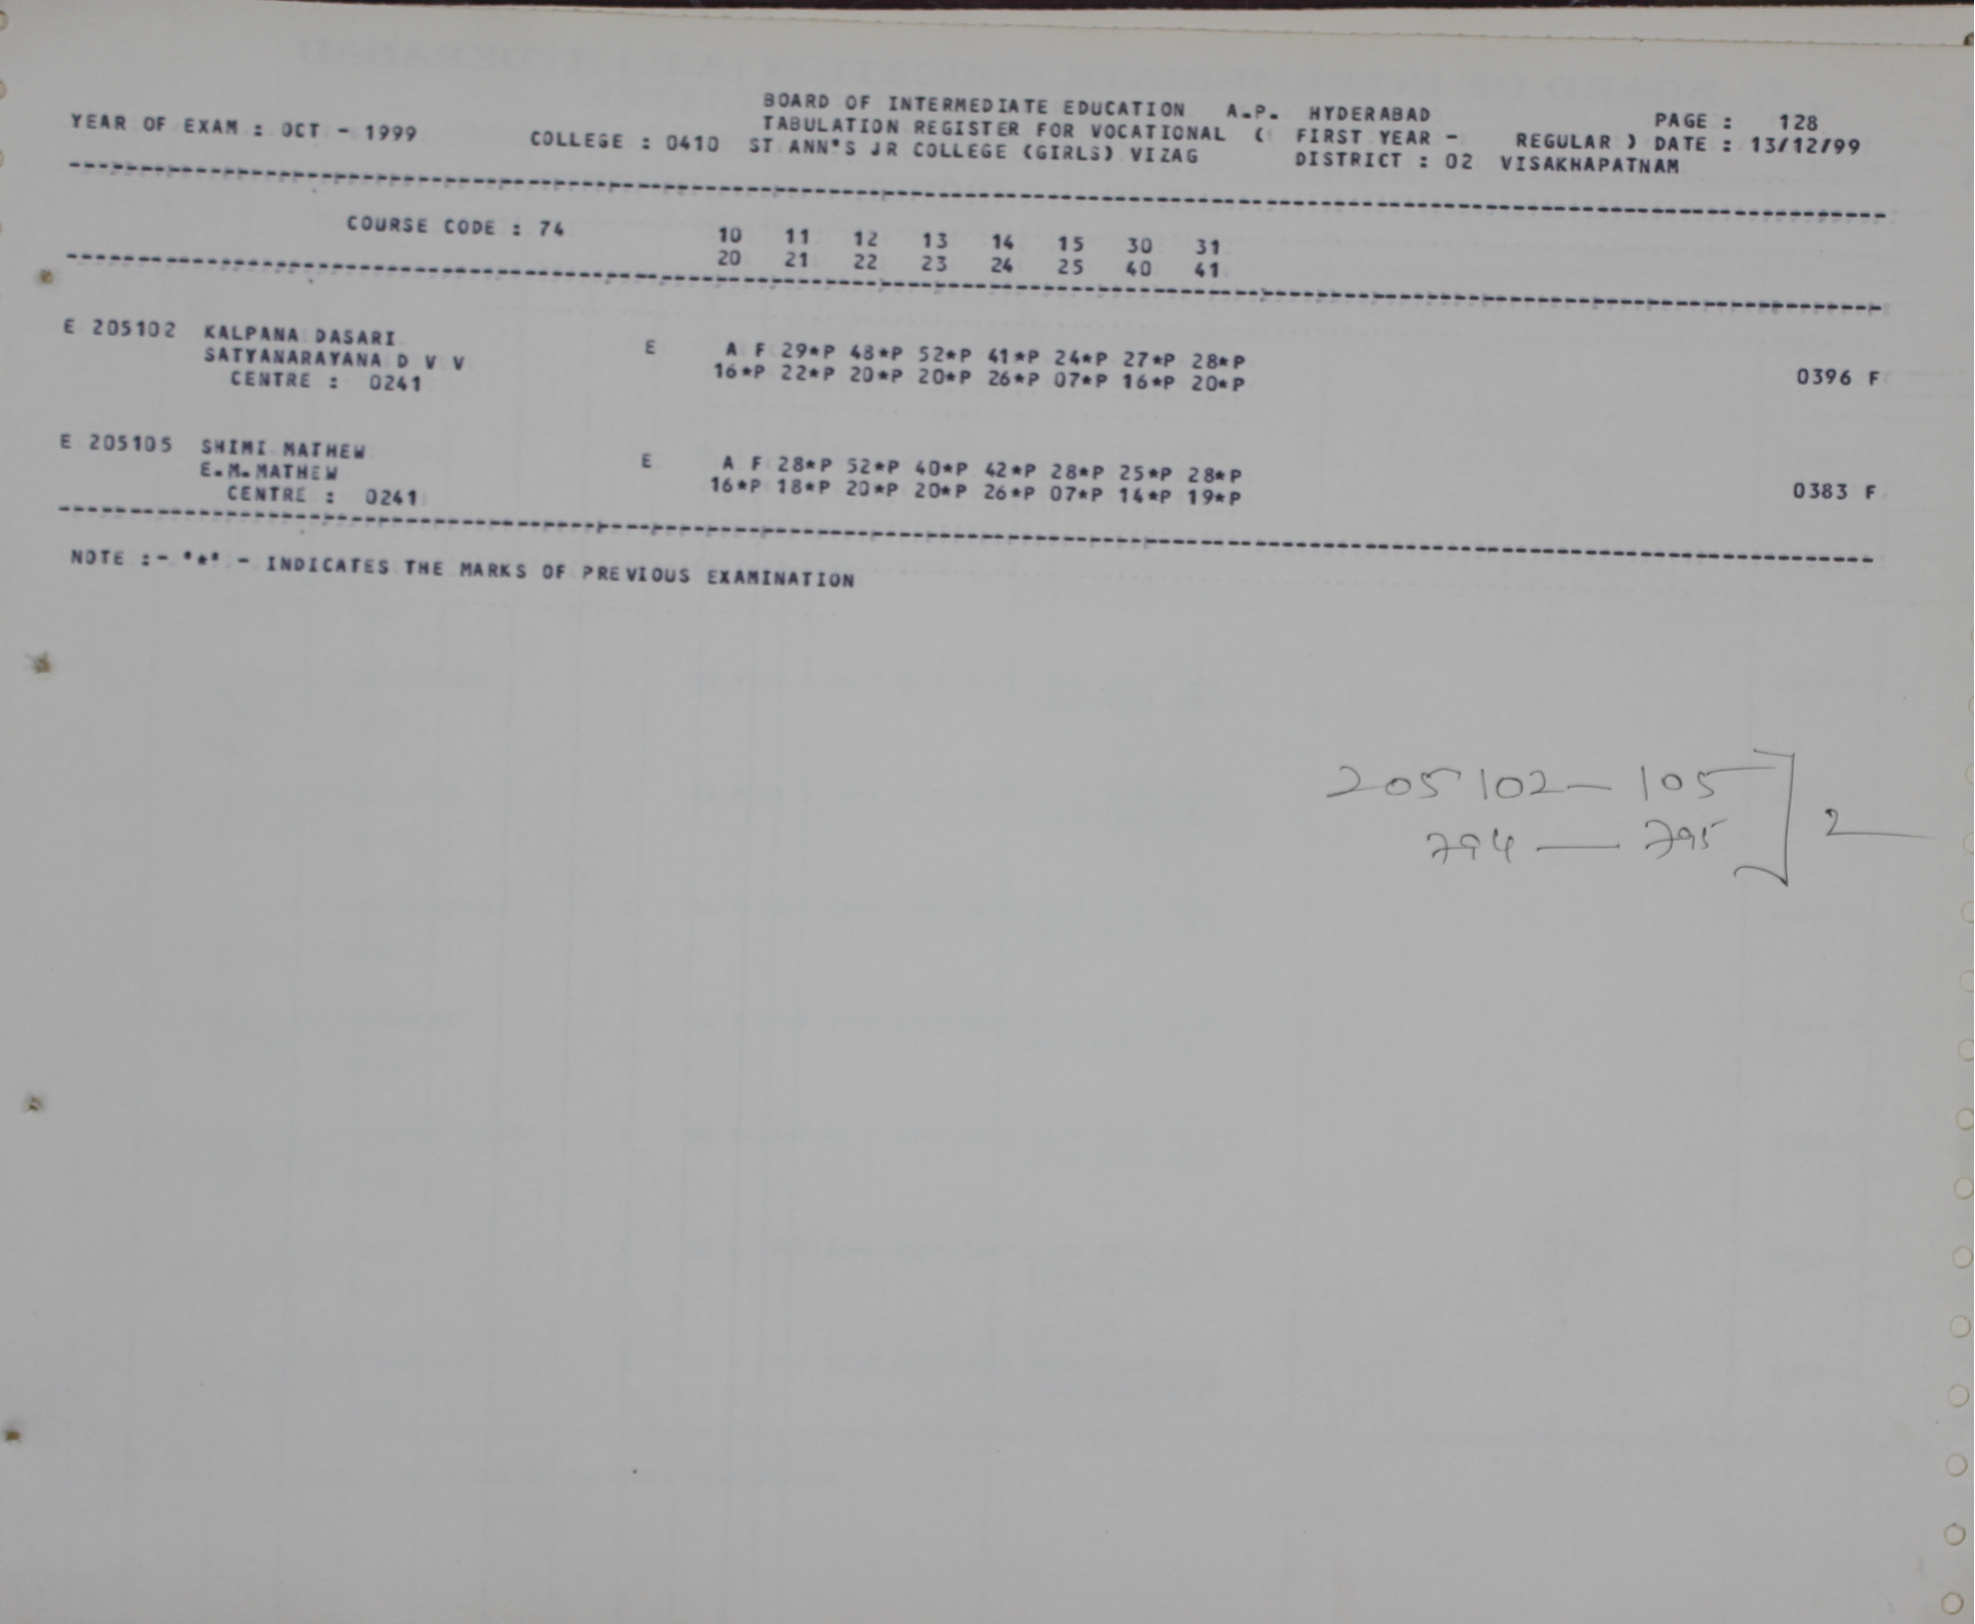 BOARD OF INTERMEDIATE EDUCATION A.P. HYDERABAD PAGE : 128
YEAR OF EXAM : OCT - 1999 TABULATION REGISTER FOR VOCATIONAL ( FIRST YEAR - REGULAR ) DATE : 13/12/99
COLLEGE : 0410 ST ANN'S JR COLLEGE (GIRLS) VIZAG DISTRICT : 02 VISAKHAPATNAM
COURSE CODE : 74 10 11 12 13 14 15 30 31
20 21 22 23 24 25 40 41
E 205102 KALPANA DASARI E A F 29*P 48*P 52*P 41*P 24*P 27*P 28*P
SATYANARAYANA D V V 16*P 22*P 20*P 20*P 26*P 07*P 16*P 20*P 0396 F
CENTRE : 0241
E 205105 SHIMI MATHEW E A F 28*P 52*P 40*P 42*P 28*P 25*P 28*P
E.M.MATHEW 16*P 18*P 20*P 20*P 26*P 07*P 14*P 19*P 0383 F
CENTRE : 0241
NOTE :- '*' - INDICATES THE MARKS OF PREVIOUS EXAMINATION
205102 — 105
794 — 795 ] 2